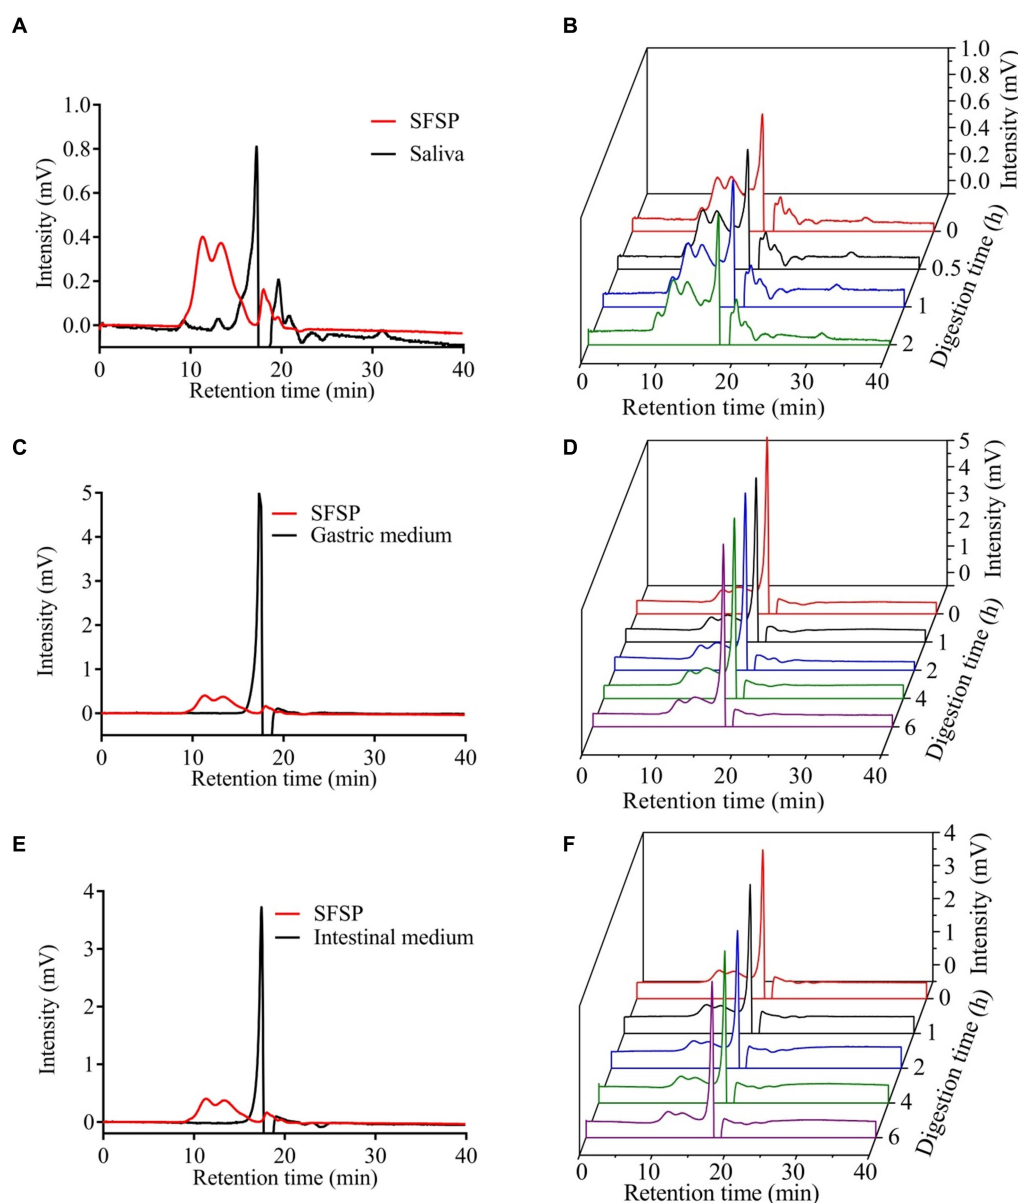 A
1.0
0.8
0.6
0.4
0.2
0.0
Intensity (mV)
SFSP
Saliva
0 10 20 30 40
Retention time (min)
B
1.0
0.8
0.6
0.4
0.2
0.0
Intensity (mV)
0
0.5
1
2
Digestion time (h)
0 10 20 30 40
Retention time (min)
C
5
4
3
2
1
0
Intensity (mV)
SFSP
Gastric medium
0 10 20 30 40
Retention time (min)
D
5
4
3
2
1
0
Intensity (mV)
0
1
2
4
6
Digestion time (h)
0 10 20 30 40
Retention time (min)
E
4
3
2
1
0
Intensity (mV)
SFSP
Intestinal medium
0 10 20 30 40
Retention time (min)
F
4
3
2
1
0
Intensity (mV)
0
1
2
4
6
Digestion time (h)
0 10 20 30 40
Retention time (min)